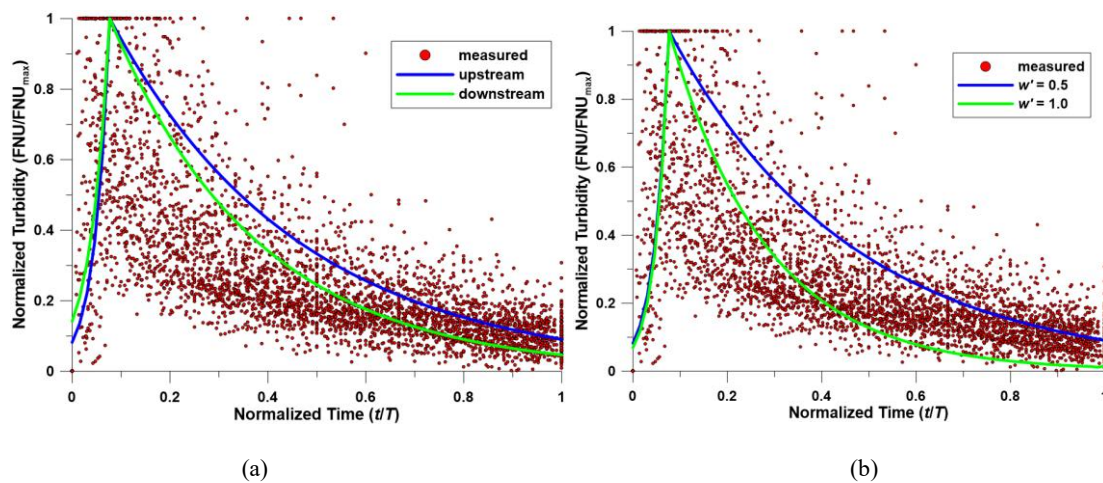 1
0.8
0.6
0.4
0.2
0
Normalized Turbidity (FNU/FNUmax)
measured
upstream
downstream
0
0.2
0.4
0.6
0.8
1
Normalized Time (t/T)
(a)
1
0.8
0.6
0.4
0.2
0
Normalized Turbidity (FNU/FNUmax)
measured
w' = 0.5
w' = 1.0
0
0.2
0.4
0.6
0.8
1
Normalized Time (t/T)
(b)